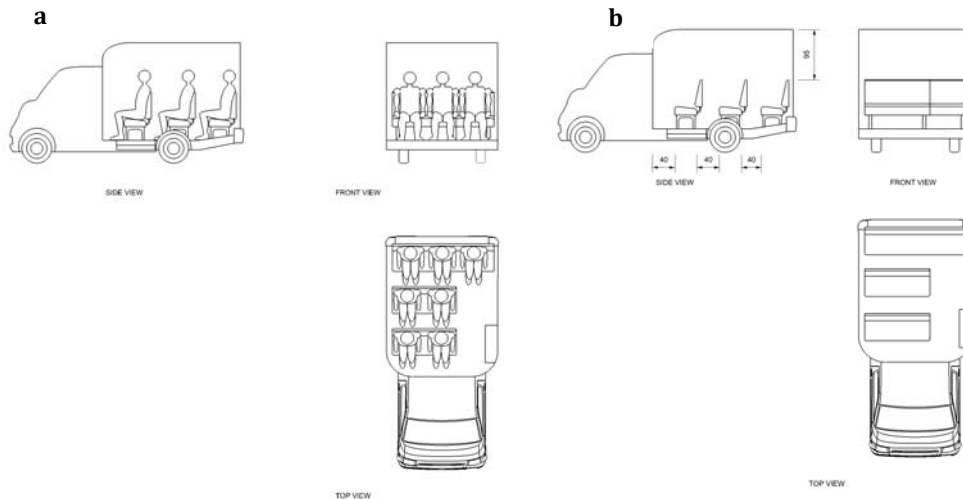 a
SIDE VIEW
FRONT VIEW
TOP VIEW
b
95
40 40 40
SIDE VIEW
FRONT VIEW
TOP VIEW